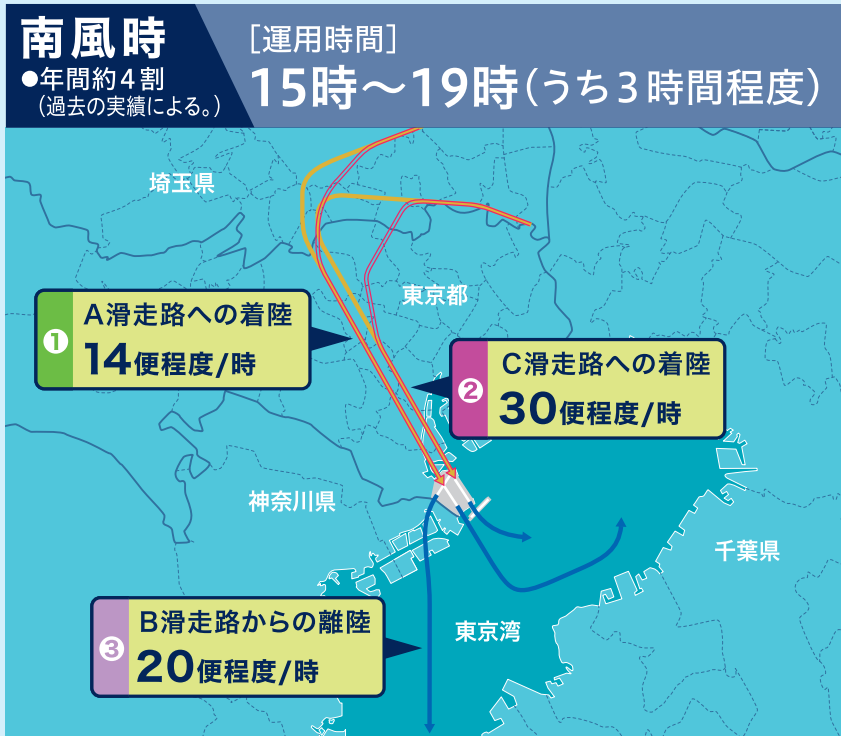 南風時
●年間約4割
（過去の実績による。）
［運用時間］
15時～19時（うち3時間程度）
埼玉県
東京都
❶
A滑走路への着陸
14便程度/時
❷
C滑走路への着陸
30便程度/時
神奈川県
千葉県
❸
B滑走路からの離陸
20便程度/時
東京湾